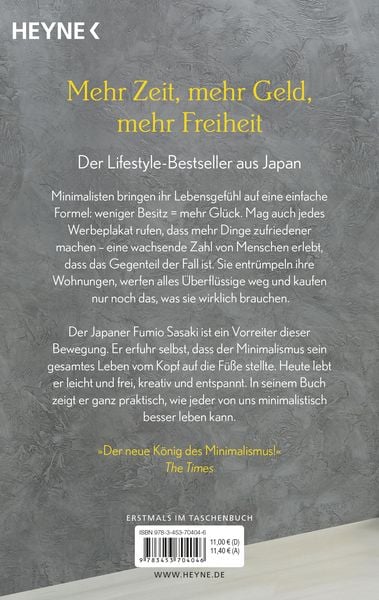 HEYNE<
Mehr Zeit, mehr Geld,
mehr Freiheit
Der Lifestyle-Bestseller aus Japan
Minimalisten bringen ihr Lebensgefühl auf eine einfache
Formel: weniger Besitz = mehr Glück. Mag auch jedes
Werbeplakat rufen, dass mehr Dinge zufriedener
machen – eine wachsende Zahl von Menschen erlebt,
dass das Gegenteil der Fall ist. Sie entrümpeln ihre
Wohnungen, werfen alles Überflüssige weg und kaufen
nur noch das, was sie wirklich brauchen.
Der Japaner Fumio Sasaki ist ein Vorreiter dieser
Bewegung. Er erfuhr selbst, dass der Minimalismus sein
gesamtes Leben vom Kopf auf die Füße stellte. Heute lebt
er leicht und frei, kreativ und entspannt. In seinem Buch
zeigt er ganz praktisch, wie jeder von uns minimalistisch
besser leben kann.
»Der neue König des Minimalismus!«
The Times
ERSTMALS IM TASCHENBUCH
ISBN 978-3-453-70404-6
11,00 € (D)
11,40 € (A)
9 783453 704046
WWW.HEYNE.DE